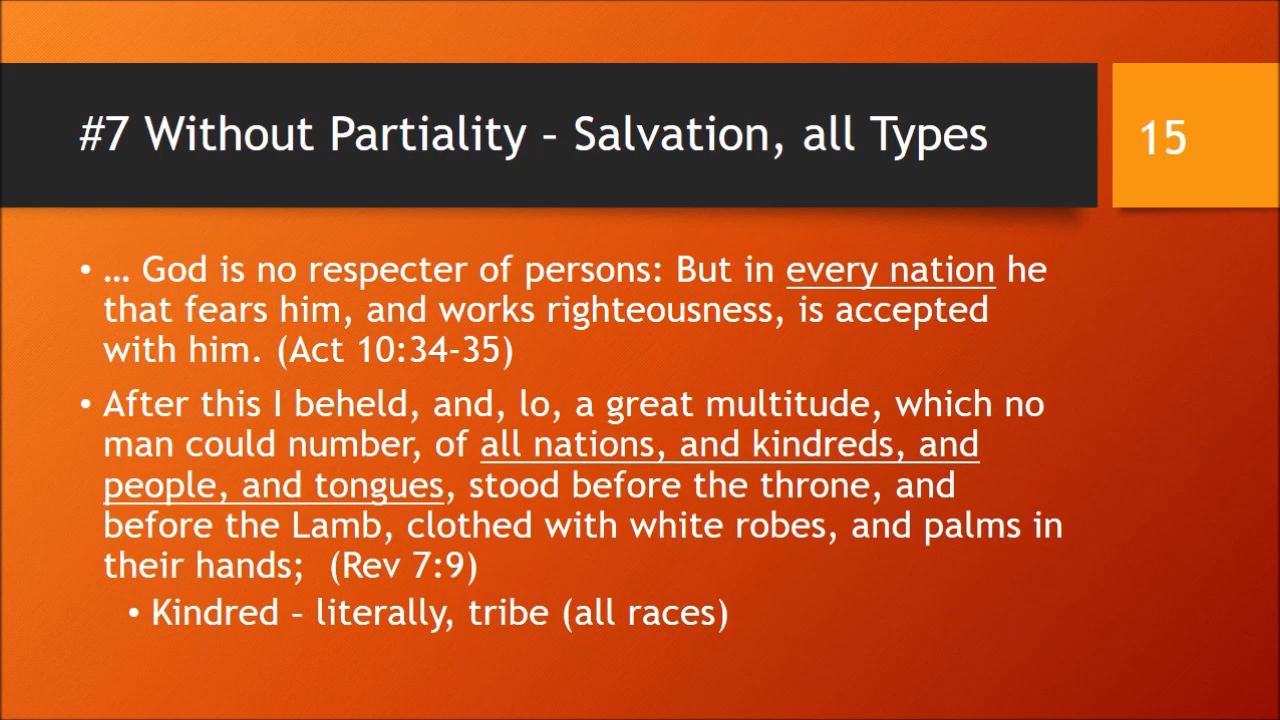 #7 Without Partiality – Salvation, all Types
15
• … God is no respecter of persons: But in every nation he
that fears him, and works righteousness, is accepted
with him. (Act 10:34-35)
• After this I beheld, and, lo, a great multitude, which no
man could number, of all nations, and kindreds, and
people, and tongues, stood before the throne, and
before the Lamb, clothed with white robes, and palms in
their hands;  (Rev 7:9)
• Kindred – literally, tribe (all races)